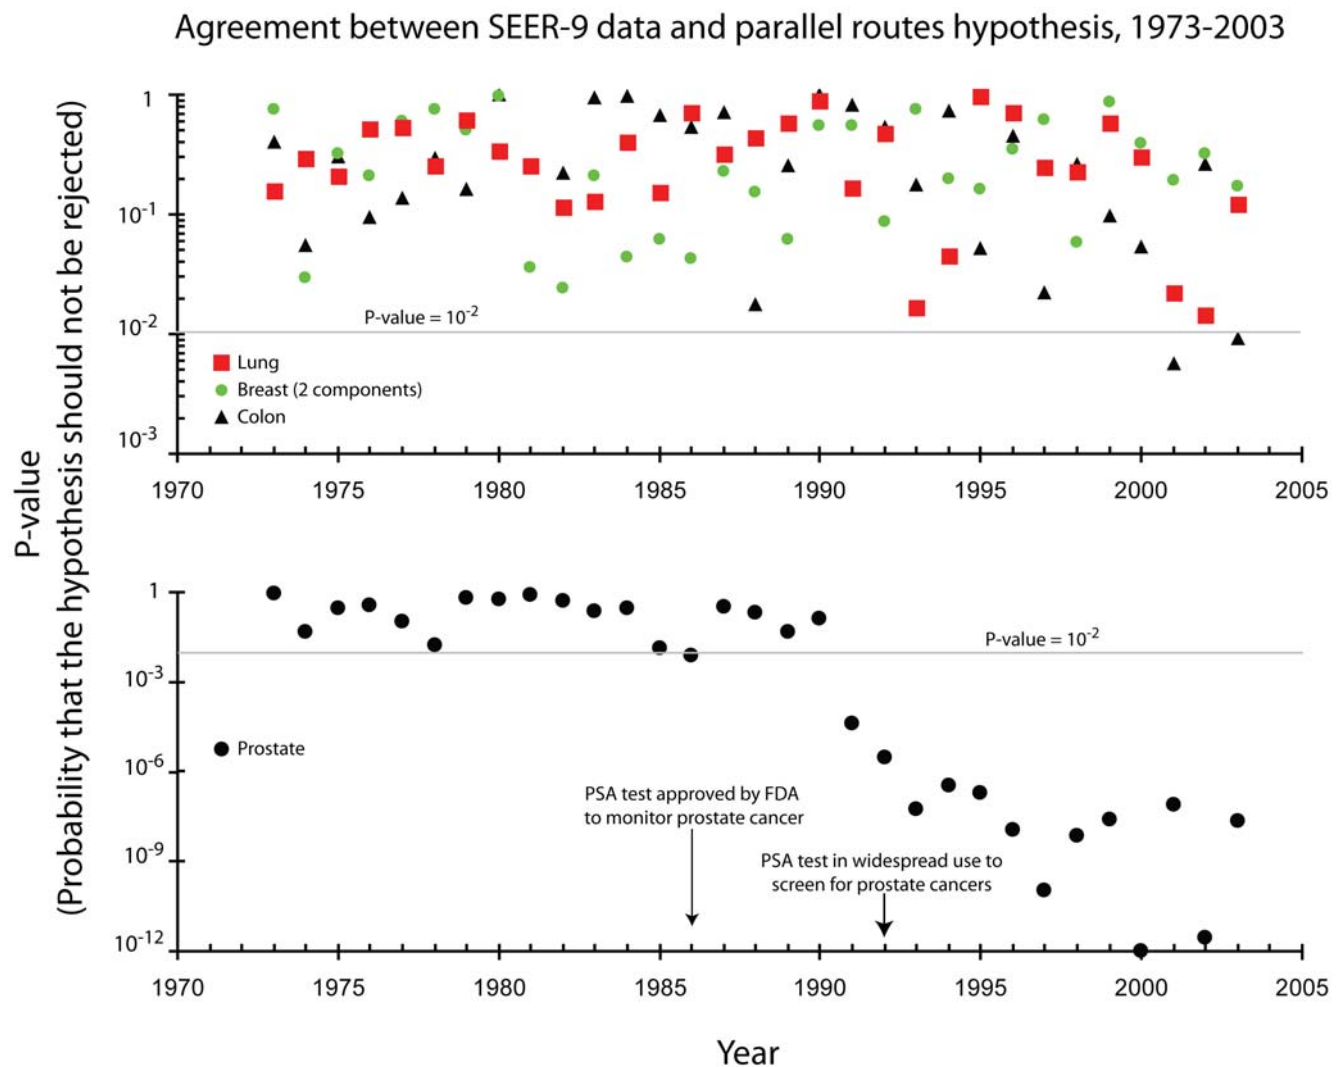 Agreement between SEER-9 data and parallel routes hypothesis, 1973-2003
P-value
(Probability that the hypothesis should not be rejected)
1
10-1
10-2
10-3
P-value = 10-2
Lung
Breast (2 components)
Colon
1970 1975 1980 1985 1990 1995 2000 2005
1
10-3
10-6
10-9
10-12
P-value = 10-2
Prostate
PSA test approved by FDA
to monitor prostate cancer
PSA test in widespread use to
screen for prostate cancers
1970 1975 1980 1985 1990 1995 2000 2005
Year